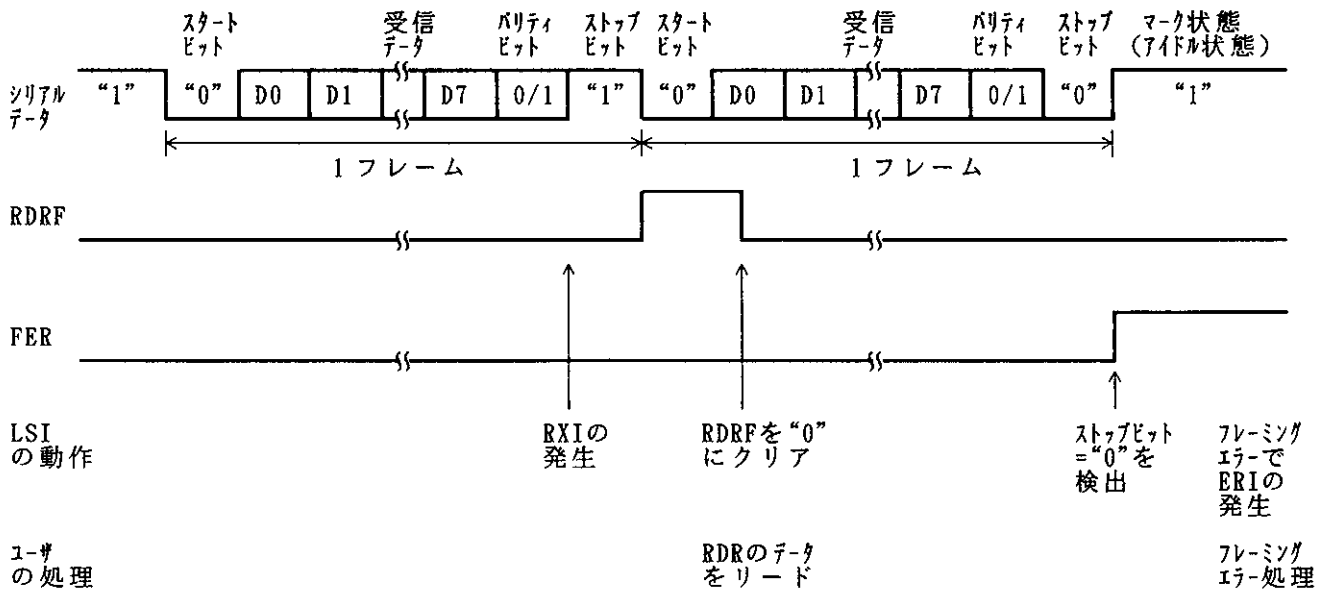 スタート
ビット
受信
データ
パリティ
ビット
ストップ
ビット
スタート
ビット
受信
データ
パリティ
ビット
ストップ
ビット
マーク状態
(アイドル状態)
シリアル
データ
“1” “0” D0 D1 D7 0/1 “1” “0” D0 D1 D7 0/1 “0” “1”
1フレーム 1フレーム
RDRF
FER
LSI
の動作
RXIの
発生
RDRFを“0”
にクリア
ストップビット
=“0”を
検出
フレーミング
エラーで
ERIの
発生
ユーザ
の処理
RDRのデータ
をリード
フレーミング
エラー処理